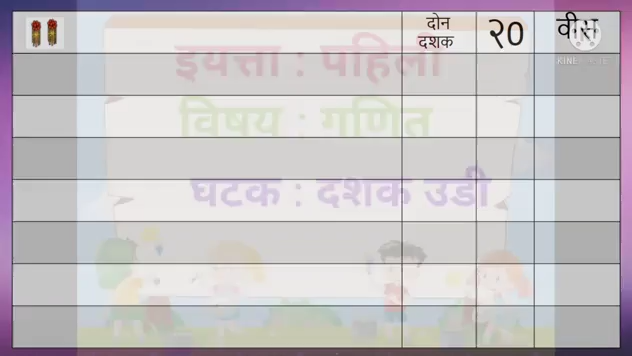 दोन
दशक
२०
वीस
इयत्ता : पहिली
विषय : गणित
घटक : दशक उडी